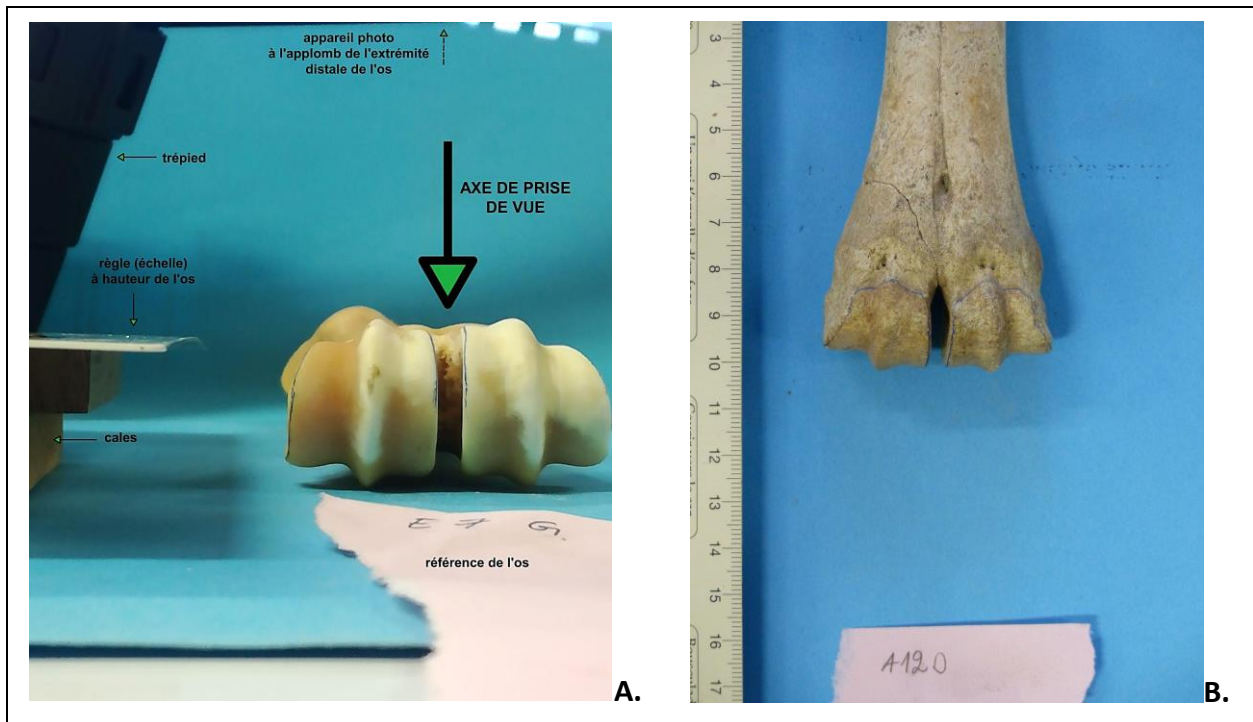 appareil photo
à l'applomb de l'extrémité
distale de l'os
trépied
AXE DE PRISE
DE VUE
règle (échelle)
à hauteur de l'os
cales
E 7 G.
référence de l'os
A.
3
4
5
6
7
8
9
10
11
12
13
14
15
16
17
A12D
B.